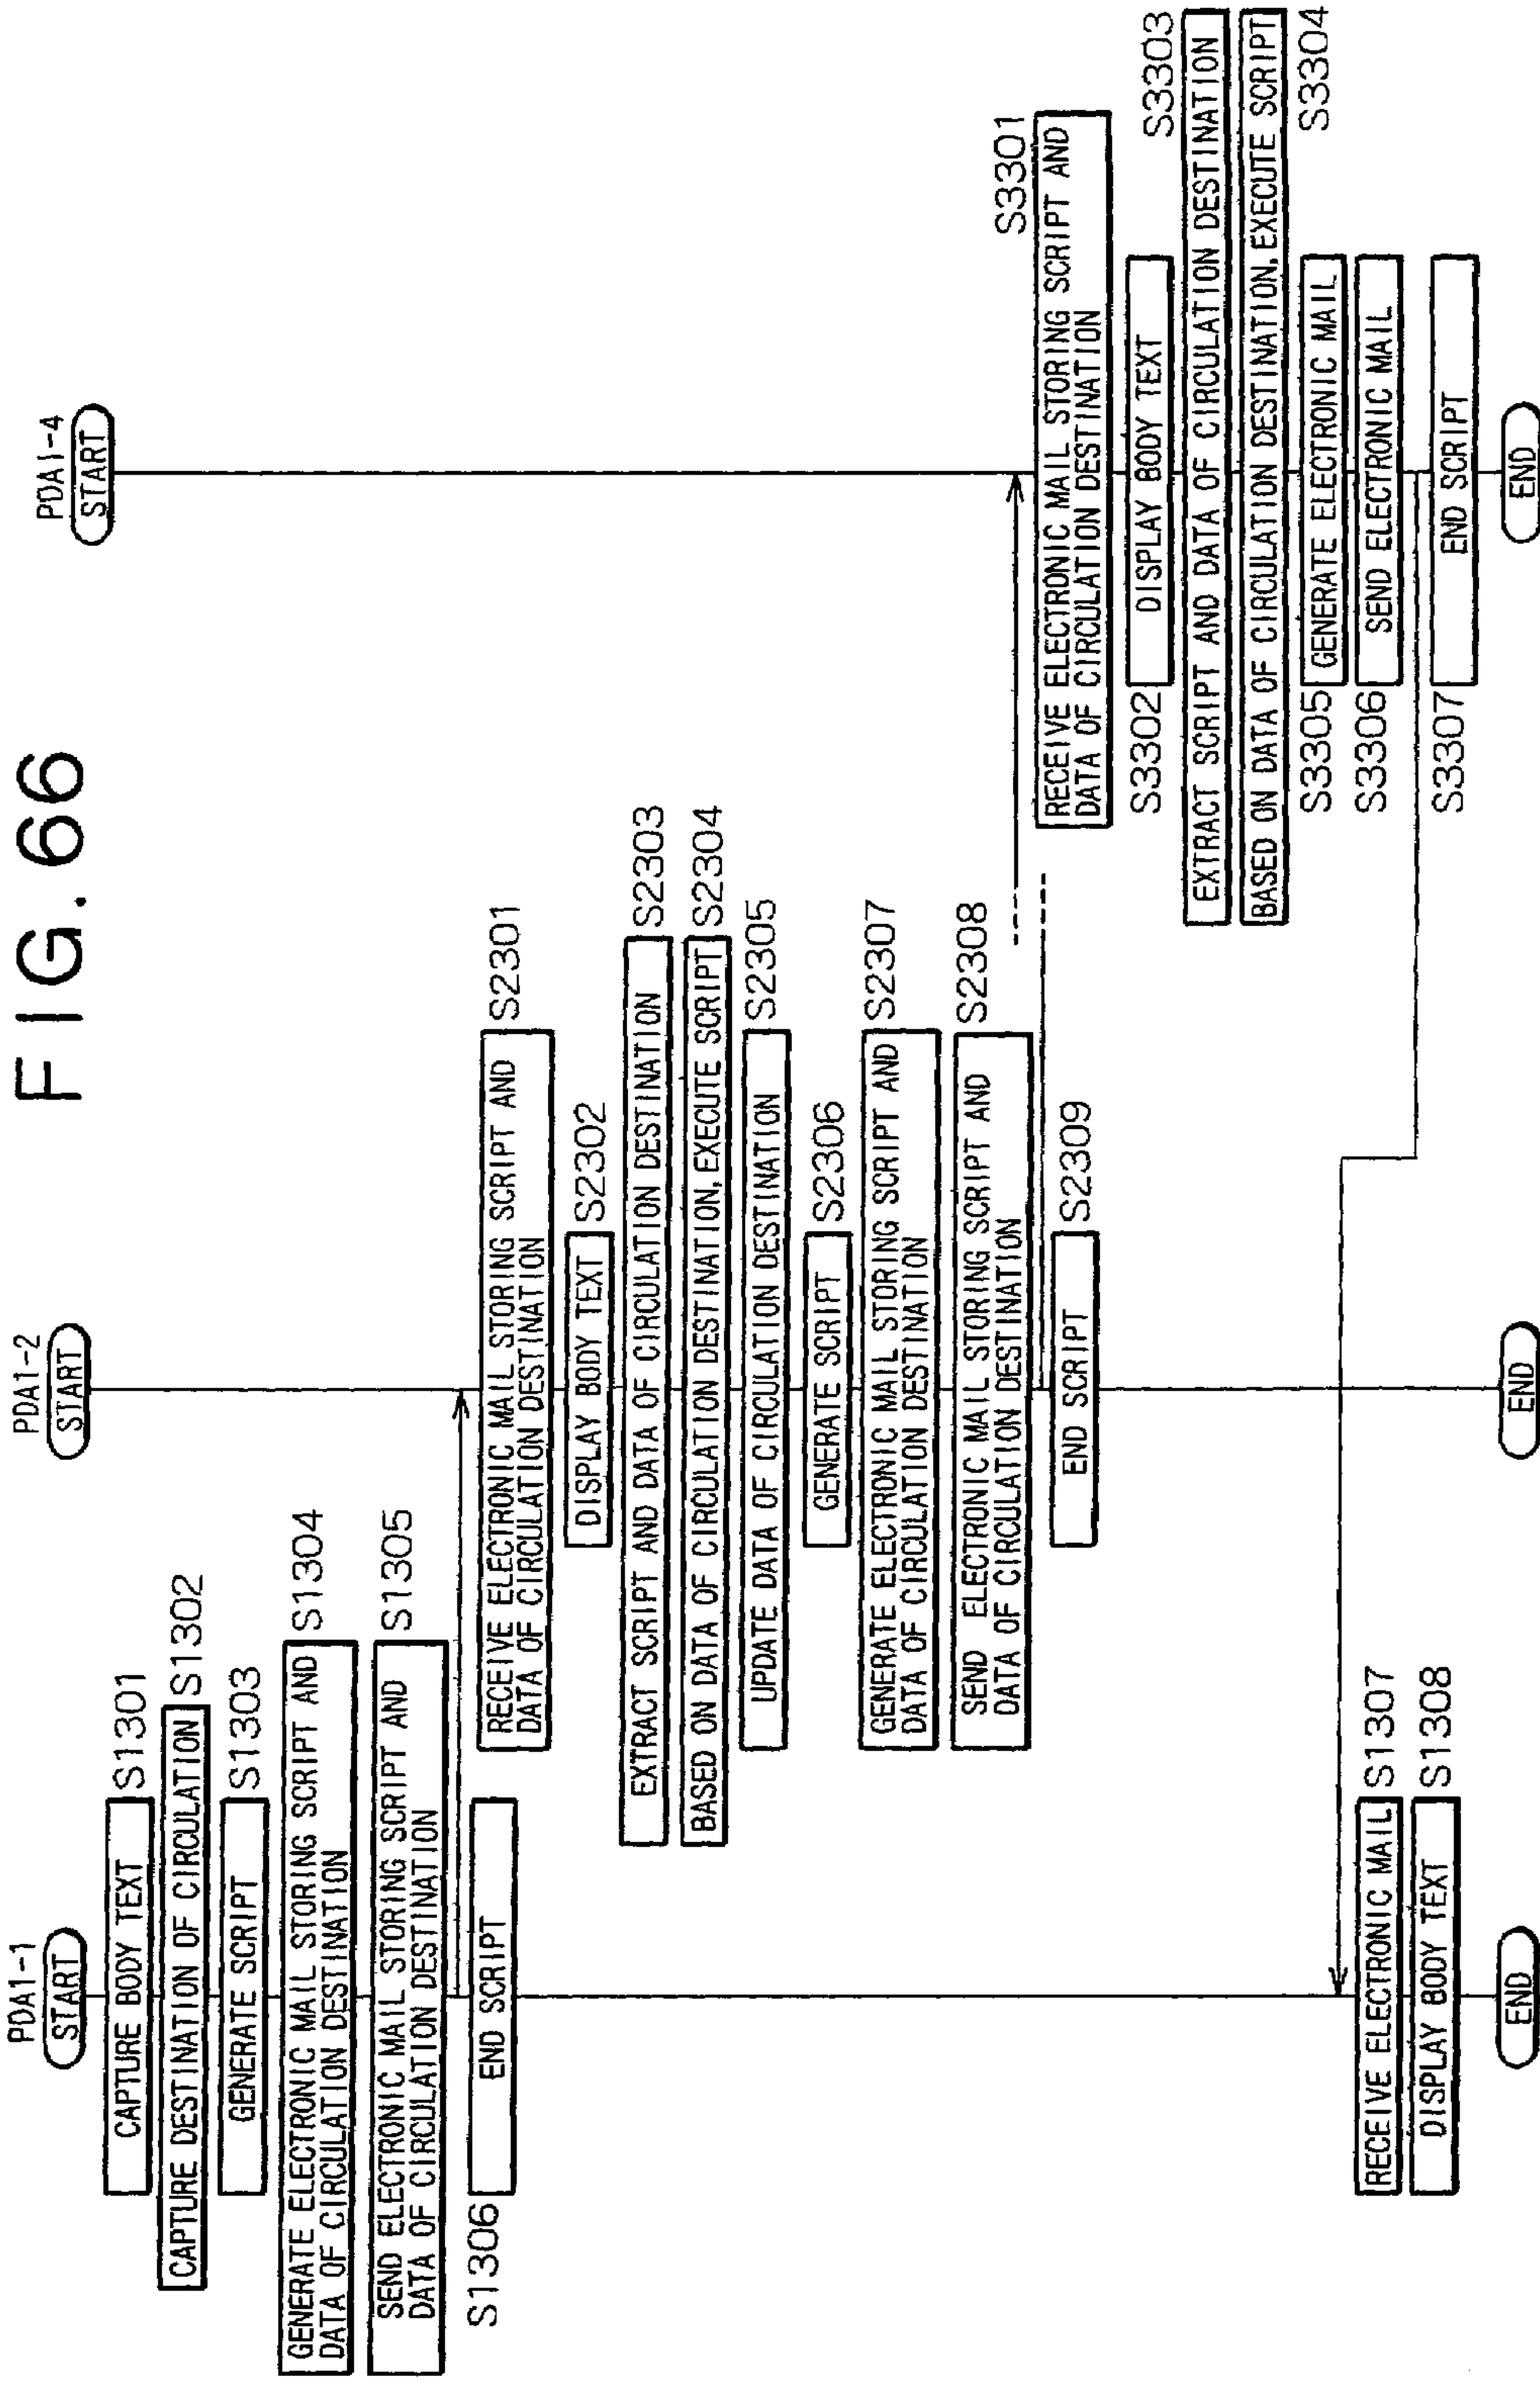 FIG. 66
PDA1-1
START
CAPTURE BODY TEXT
S1301
CAPTURE DESTINATION OF CIRCULATION
S1302
GENERATE SCRIPT
S1303
GENERATE ELECTRONIC MAIL STORING SCRIPT AND
DATA OF CIRCULATION DESTINATION
S1304
SEND ELECTRONIC MAIL STORING SCRIPT AND
DATA OF CIRCULATION DESTINATION
S1305
S1306
END SCRIPT
RECEIVE ELECTRONIC MAIL
S1307
DISPLAY BODY TEXT
S1308
END
PDA1-2
START
RECEIVE ELECTRONIC MAIL STORING SCRIPT AND
DATA OF CIRCULATION DESTINATION
S2301
DISPLAY BODY TEXT
S2302
EXTRACT SCRIPT AND DATA OF CIRCULATION DESTINATION
S2303
BASED ON DATA OF CIRCULATION DESTINATION, EXECUTE SCRIPT
S2304
UPDATE DATA OF CIRCULATION DESTINATION
S2305
GENERATE SCRIPT
S2306
GENERATE ELECTRONIC MAIL STORING SCRIPT AND
DATA OF CIRCULATION DESTINATION
S2307
SEND ELECTRONIC MAIL STORING SCRIPT AND
DATA OF CIRCULATION DESTINATION
S2308
END SCRIPT
S2309
END
PDA1-4
START
RECEIVE ELECTRONIC MAIL STORING SCRIPT AND
DATA OF CIRCULATION DESTINATION
S3301
S3302
DISPLAY BODY TEXT
EXTRACT SCRIPT AND DATA OF CIRCULATION DESTINATION
S3303
BASED ON DATA OF CIRCULATION DESTINATION, EXECUTE SCRIPT
S3304
S3305
GENERATE ELECTRONIC MAIL
S3306
SEND ELECTRONIC MAIL
S3307
END SCRIPT
END